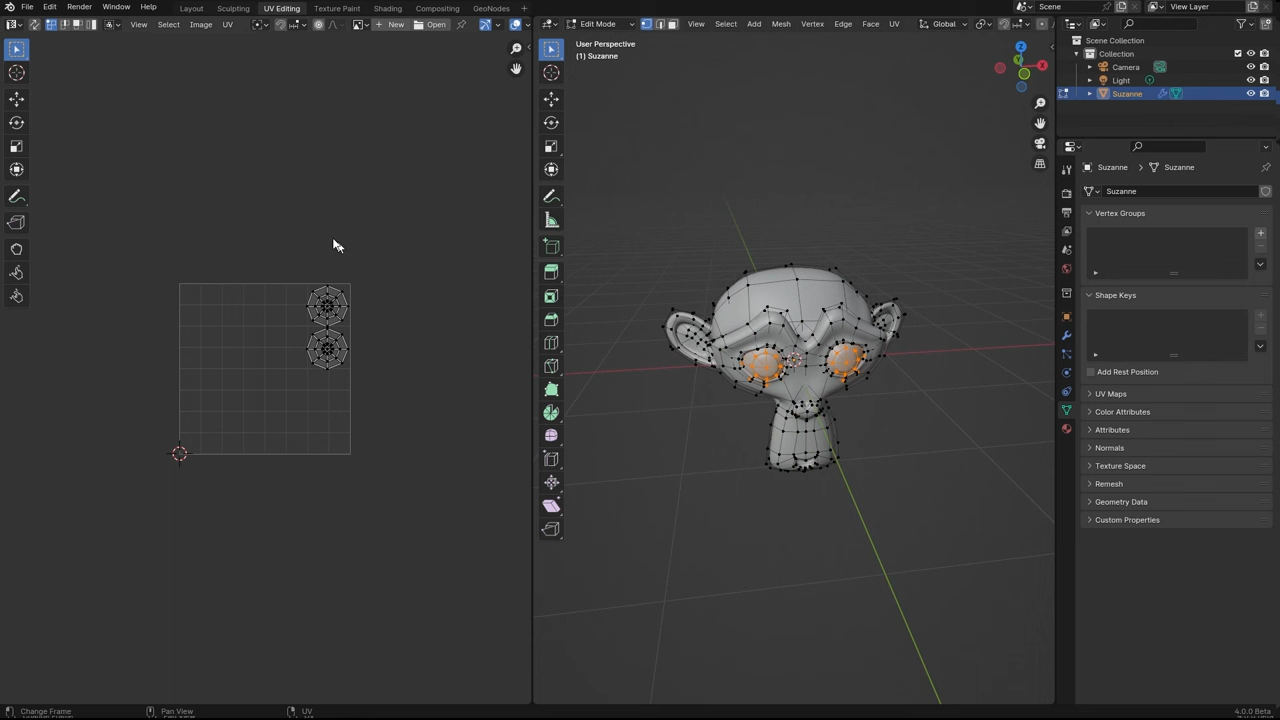 File Edit Render Window Help Layout Sculpting UV Editing Texture Paint Shading Compositing GeoNodes + Scene View Layer
View Select Image UV New Open Edit Mode View Select Add Mesh Vertex Edge Face UV Global
User Perspective
(1) Suzanne
Z
Y
X
Scene Collection
Collection
Camera
Light
Suzanne
Suzanne > Suzanne
Suzanne
Vertex Groups
Shape Keys
Add Rest Position
UV Maps
Color Attributes
Attributes
Normals
Texture Space
Remesh
Geometry Data
Custom Properties
Change Frame Pan View UV 4.0.0 Beta